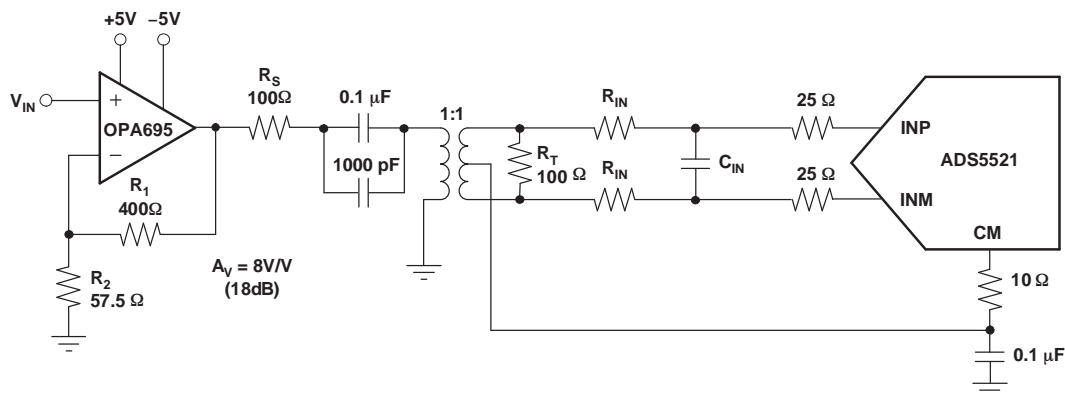 +5V −5V
V_IN
+
OPA695
−
R_S
100Ω
0.1 μF
1000 pF
1:1
R_1
400Ω
R_2
57.5 Ω
A_V = 8V/V
(18dB)
R_T
100 Ω
R_IN
R_IN
C_IN
25 Ω
25 Ω
INP
INM
ADS5521
CM
10 Ω
0.1 μF